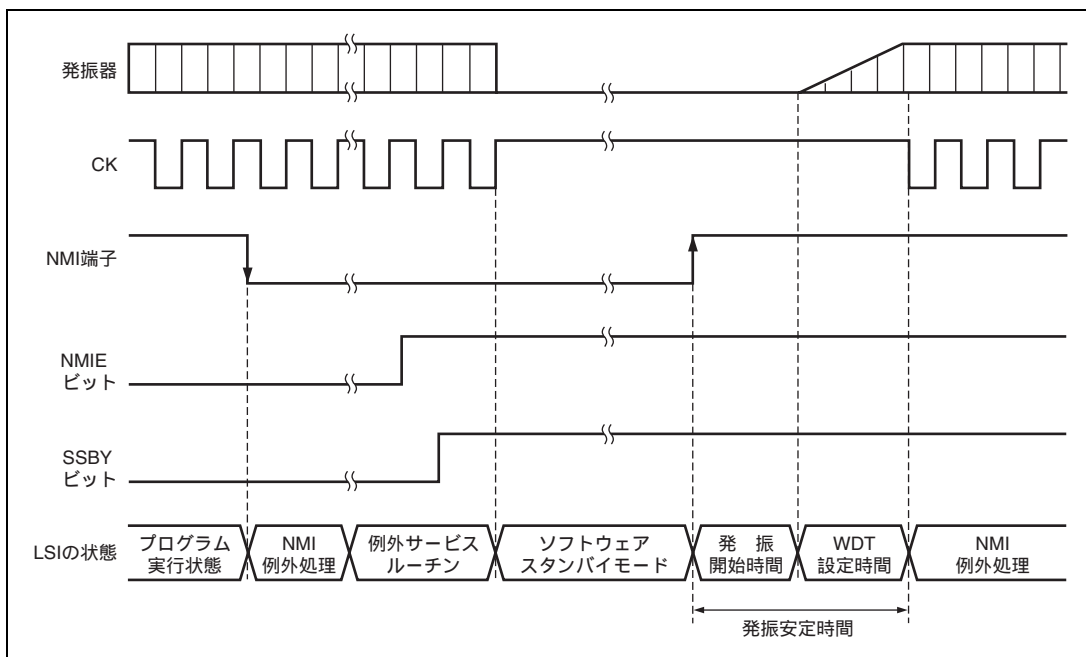 発振器
CK
NMI端子
NMIE
ビット
SSBY
ビット
LSIの状態
プログラム
実行状態
NMI
例外処理
例外サービス
ルーチン
ソフトウェア
スタンバイモード
発 振
開始時間
WDT
設定時間
NMI
例外処理
発振安定時間